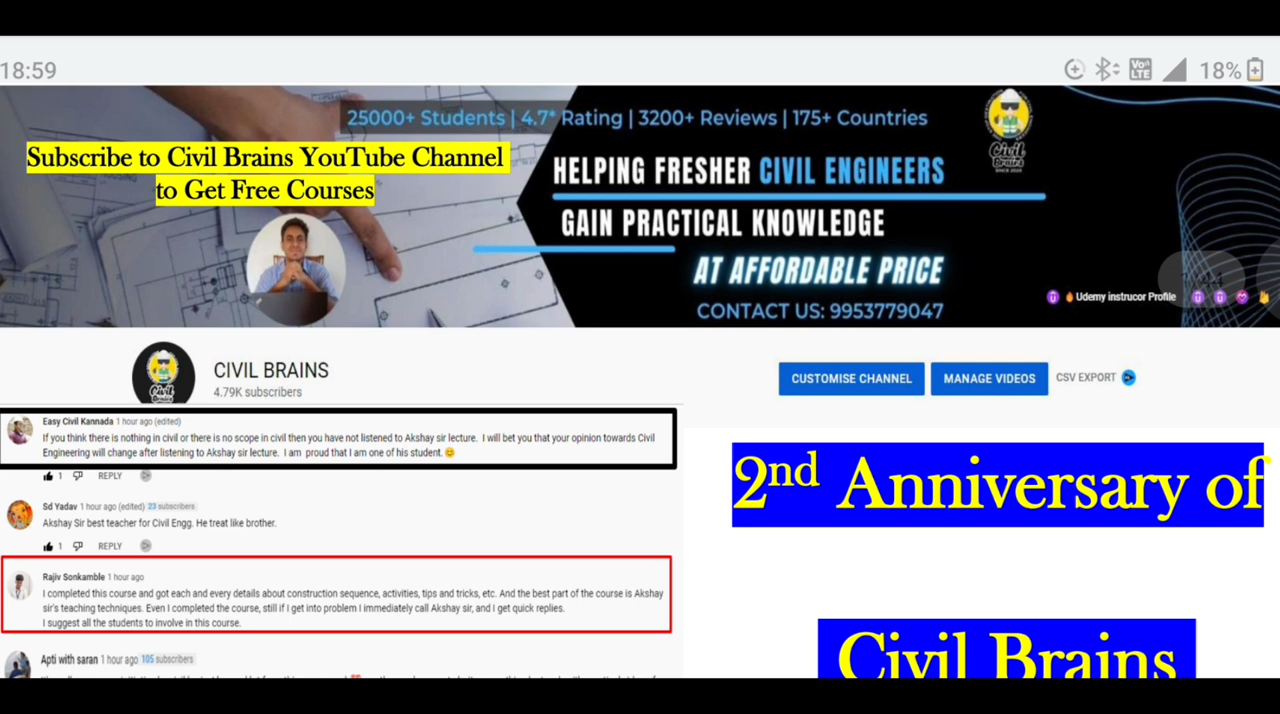 18:59
Vo
LTE
18%
25000+ Students | 4.7* Rating | 3200+ Reviews | 175+ Countries
Subscribe to Civil Brains YouTube Channel
to Get Free Courses
HELPING FRESHER CIVIL ENGINEERS
GAIN PRACTICAL KNOWLEDGE
AT AFFORDABLE PRICE
CONTACT US: 9953779047
Civil
Brains
Udemy instrucor Profile
CIVIL BRAINS
4.79K subscribers
CUSTOMISE CHANNEL
MANAGE VIDEOS
CSV EXPORT
Easy Civil Kannada 1 hour ago (edited)
If you think there is nothing in civil or there is no scope in civil then you have not listened to Akshay sir lecture. I will bet you that your opinion towards Civil
Engineering will change after listening to Akshay sir lecture. I am proud that I am one of his student.😊
1 REPLY
Sd Yadav 1 hour ago (edited) 23 subscribers
Akshay Sir best teacher for Civil Engg. He treat like brother.
1 REPLY
Rajiv Sonkamble 1 hour ago
I completed this course and got each and every details about construction sequence, activities, tips and tricks, etc. And the best part of the course is Akshay
sir's teaching techniques. Even I completed the course, still if I get into problem I immediately call Akshay sir, and I get quick replies.
I suggest all the students to involve in this course.
Apti with saran 1 hour ago 105 subscribers
2nd Anniversary of
Civil Brains